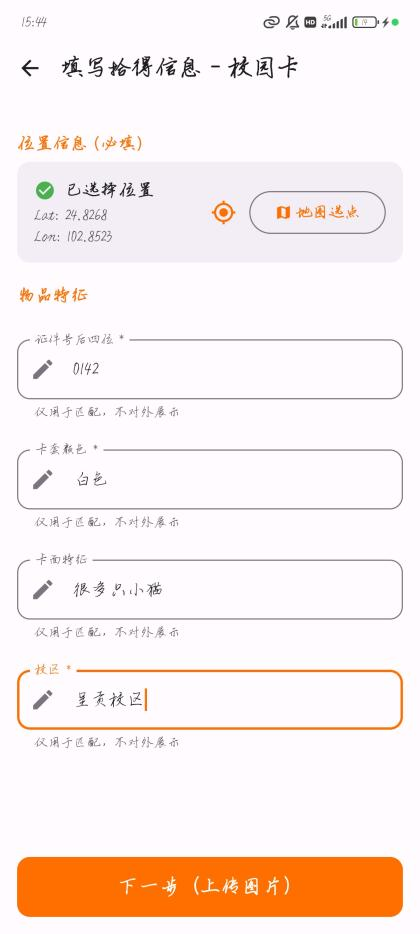 15:44
HD 5G 19
填写拾得信息 - 校园卡
位置信息 (必填)
已选择位置
Lat: 24.8268
Lon: 102.8523
地图选点
物品特征
证件号后四位 *
0142
仅用于匹配，不对外展示
卡套颜色 *
白色
仅用于匹配，不对外展示
卡面特征
很多只小猫
仅用于匹配，不对外展示
校区 *
呈贡校区
仅用于匹配，不对外展示
下一步 (上传图片)